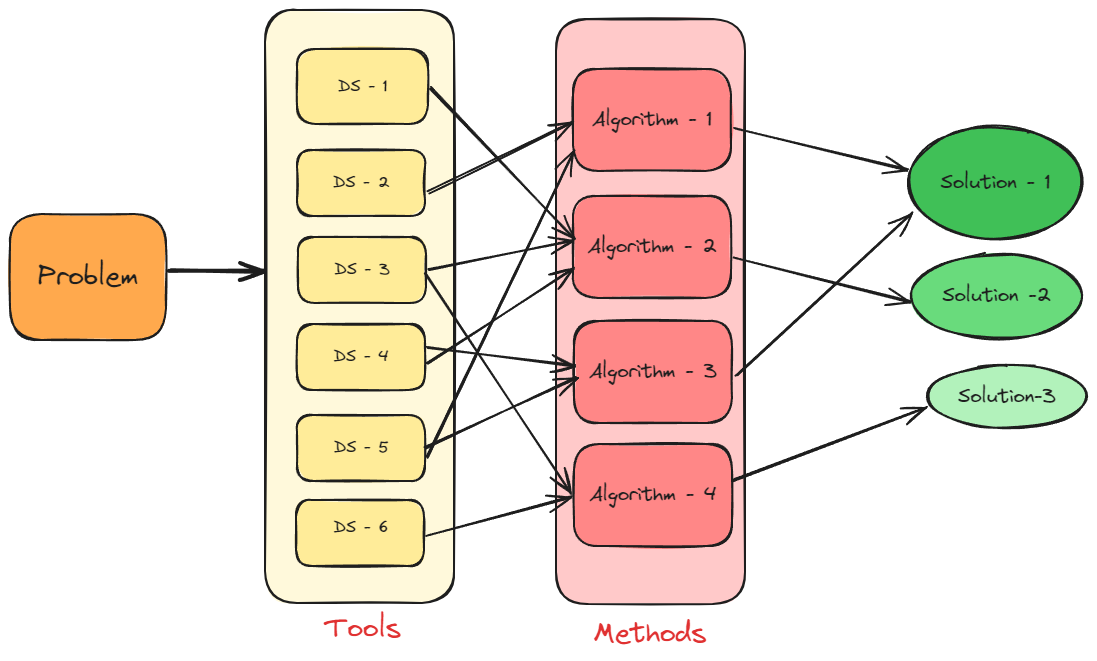 Problem
DS - 1
DS - 2
DS - 3
DS - 4
DS - 5
DS - 6
Tools
Algorithm - 1
Algorithm - 2
Algorithm - 3
Algorithm - 4
Methods
Solution - 1
Solution -2
Solution-3